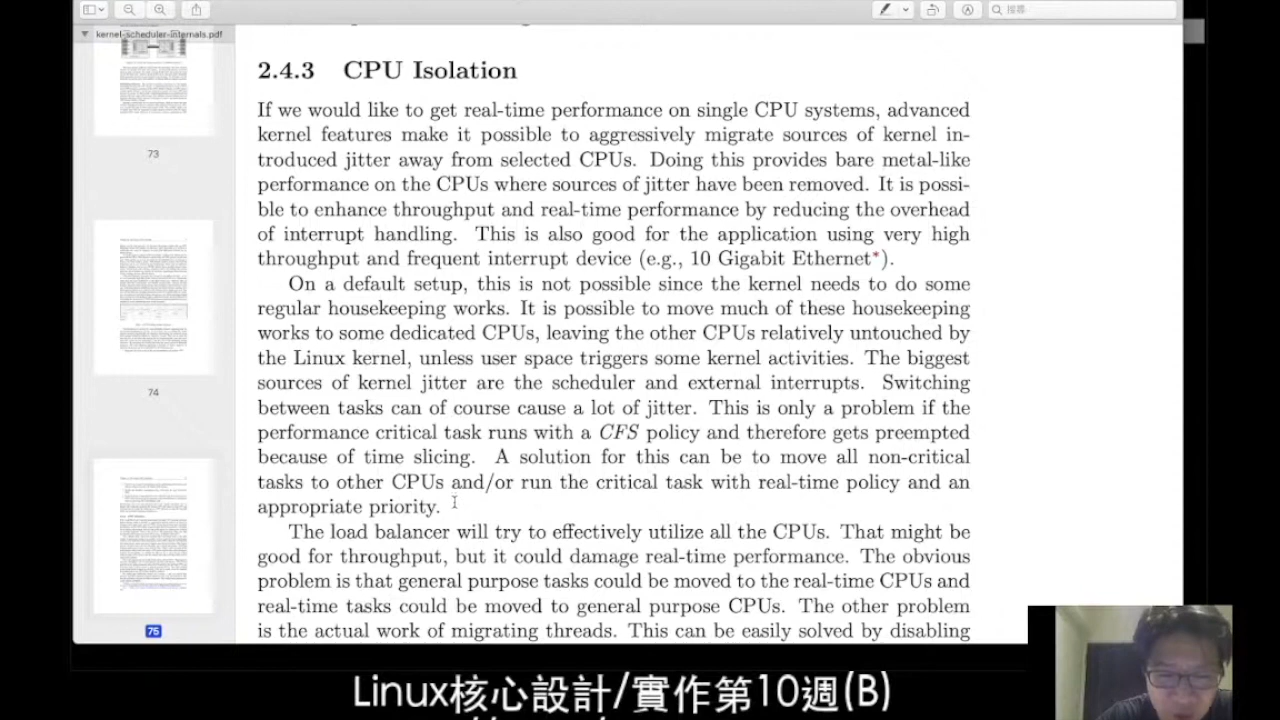 搜尋
kernel-scheduler-internals.pdf
73
74
75
2.4.3 CPU Isolation
If we would like to get real-time performance on single CPU systems, advanced
kernel features make it possible to aggressively migrate sources of kernel in-
troduced jitter away from selected CPUs. Doing this provides bare metal-like
performance on the CPUs where sources of jitter have been removed. It is possi-
ble to enhance throughput and real-time performance by reducing the overhead
of interrupt handling. This is also good for the application using very high
throughput and frequent interrupt device (e.g., 10 Gigabit Ethernet*).
On a default setup, this is not possible since the kernel needs to do some
regular housekeeping works. It is possible to move much of these housekeeping
works to some dedicated CPUs, leaving the other CPUs relatively untouched by
the Linux kernel, unless user space triggers some kernel activities. The biggest
sources of kernel jitter are the scheduler and external interrupts. Switching
between tasks can of course cause a lot of jitter. This is only a problem if the
performance critical task runs with a CFS policy and therefore gets preempted
because of time slicing. A solution for this can be to move all non-critical
tasks to other CPUs and/or run the critical task with real-time policy and an
appropriate priority.
The load balancer will try to effectively utilize all the CPUs. That might be
good for throughput, but it could damage real-time performance. The obvious
problem is that general purpose tasks could be moved to the real-time CPUs and
real-time tasks could be moved to general purpose CPUs. The other problem
is the actual work of migrating threads. This can be easily solved by disabling
Linux核心設計/實作第10週(B)